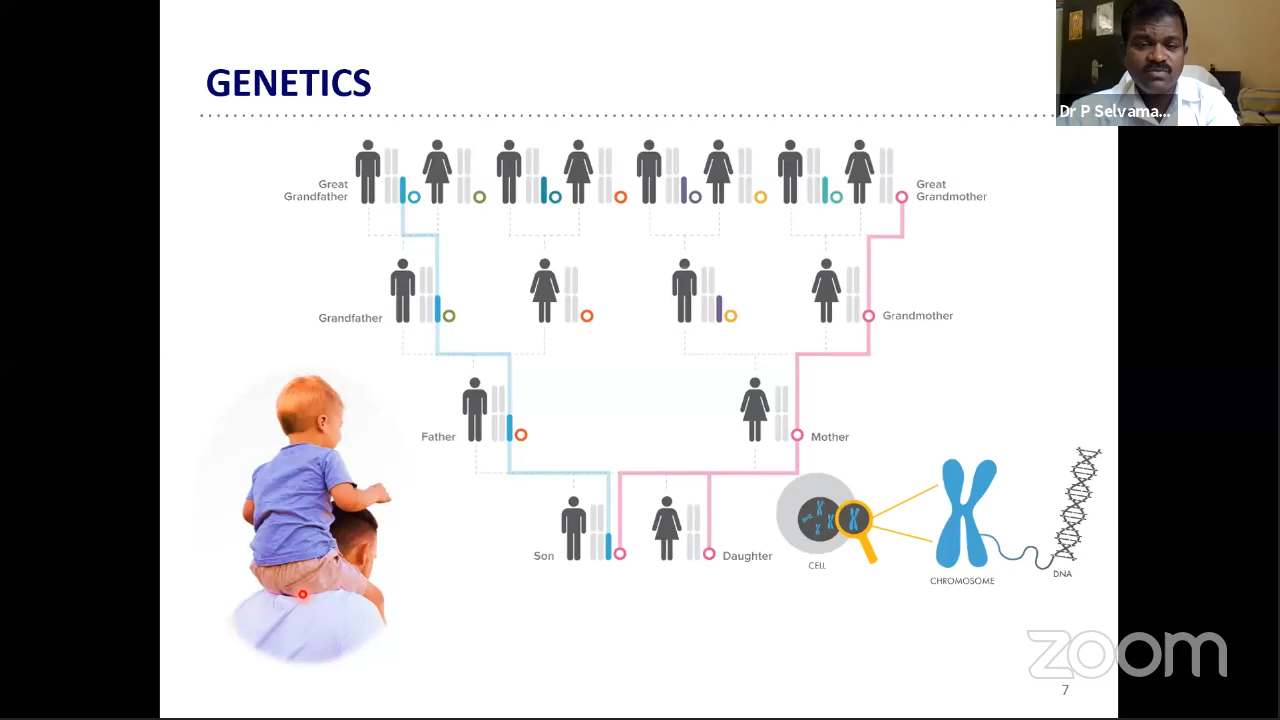 GENETICS
Dr P Selvama...
Great
Grandfather
Great
Grandmother
Grandfather
Grandmother
Father
Mother
Son
Daughter
CELL
CHROMOSOME
DNA
zoom
7